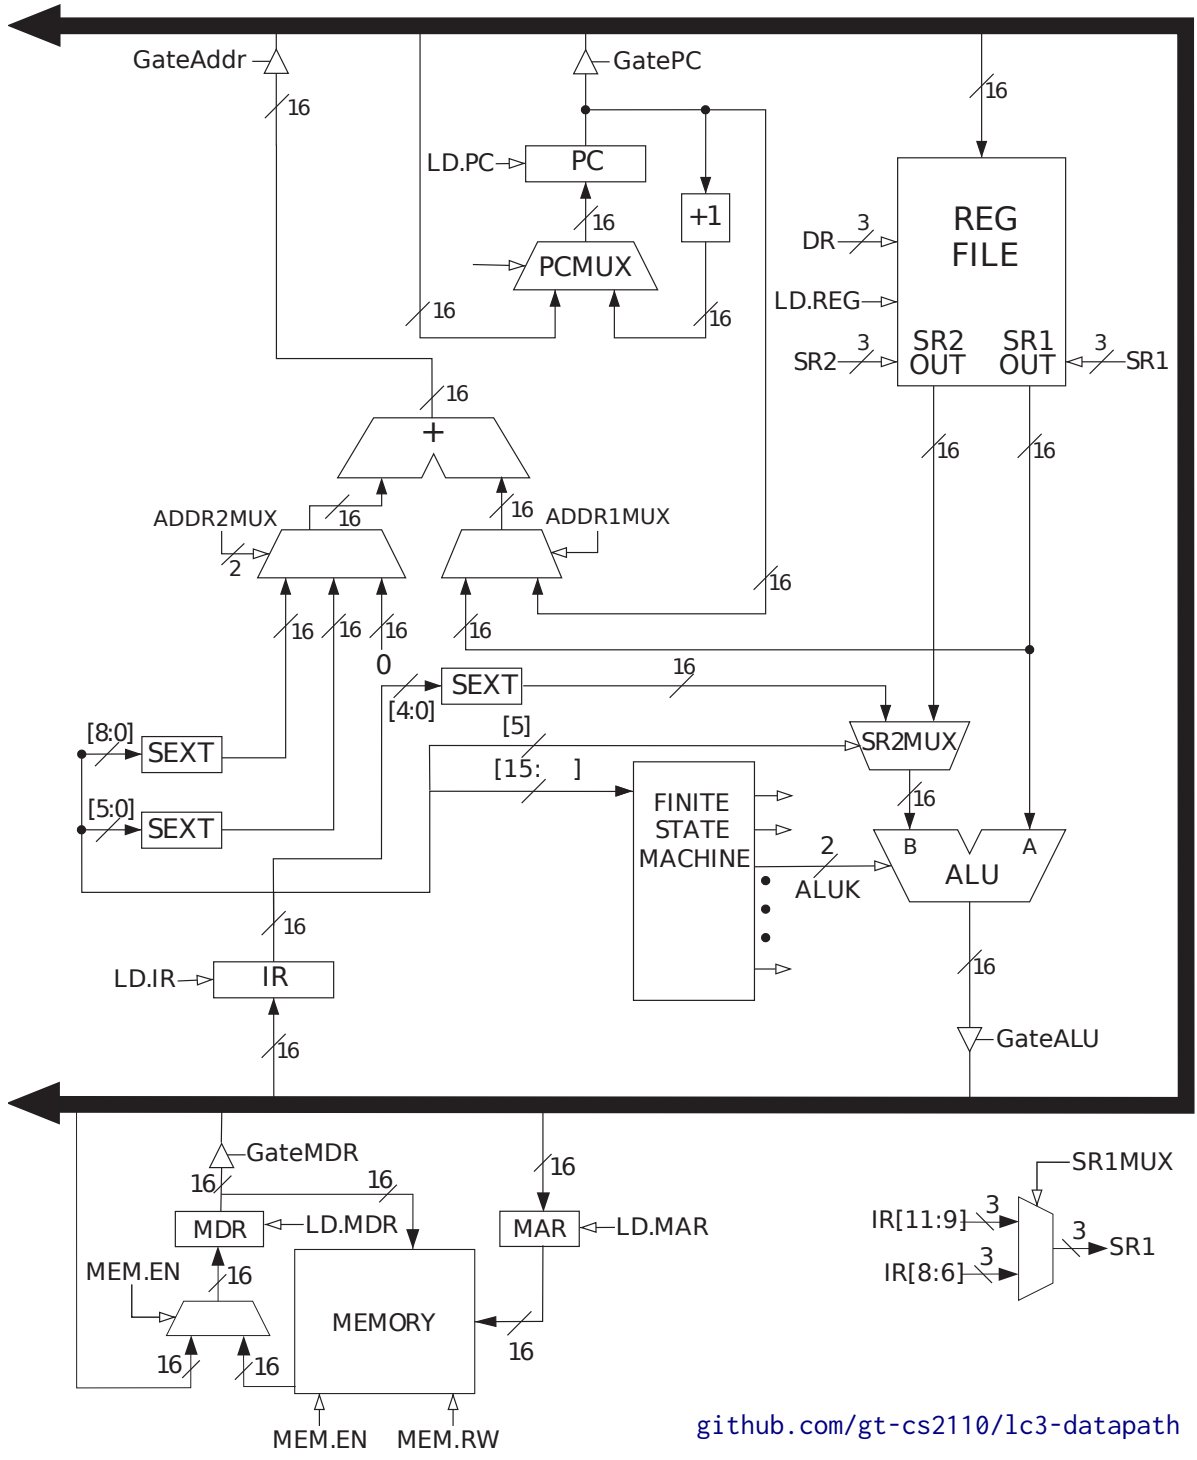 GateAddr
GatePC
16
16
LD.PC
PC
+1
16
PCMUX
16
16
REG
FILE
DR
3
LD.REG
SR2
3
SR2
OUT
SR1
OUT
3
SR1
16
+
16
16
ADDR2MUX
2
16
16
ADDR1MUX
16
16
16
16
0
16
[4:0]
SEXT
16
[8:0]
SEXT
[5:0]
SEXT
[5]
[15: ]
SR2MUX
16
FINITE
STATE
MACHINE
2
ALUK
B
A
ALU
16
16
LD.IR
IR
16
GateALU
GateMDR
16
16
MDR
LD.MDR
16
MAR
LD.MAR
MEM.EN
16
MEMORY
16
16
16
MEM.EN
MEM.RW
SR1MUX
IR[11:9]
3
3
SR1
IR[8:6]
3
github.com/gt-cs2110/lc3-datapath